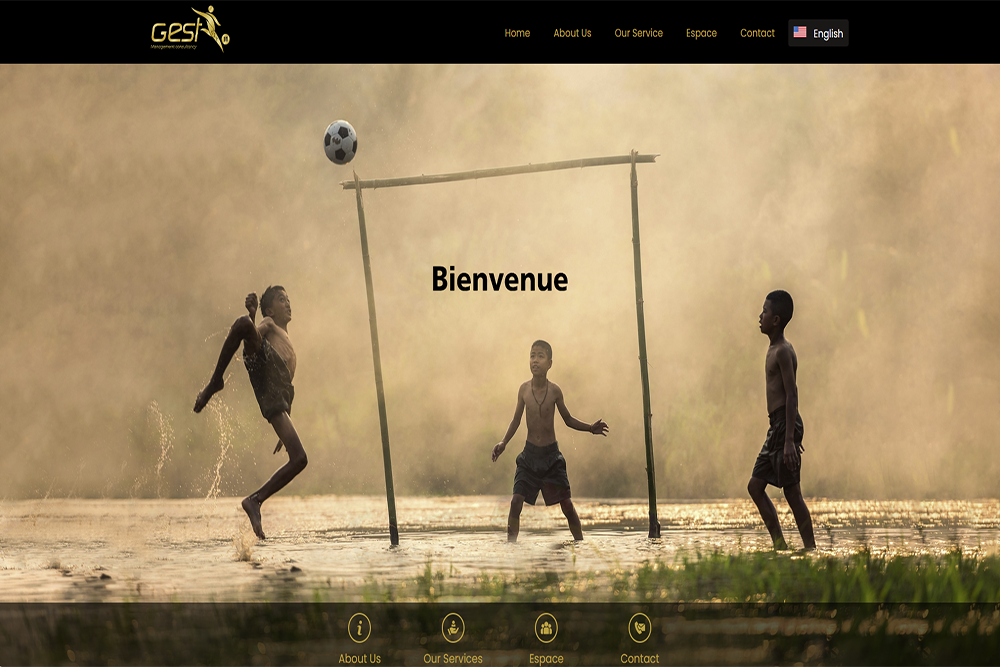 Gest
Management consultancy
Home
About Us
Our Service
Espace
Contact
English
Bienvenue
About Us
Our Services
Espace
Contact